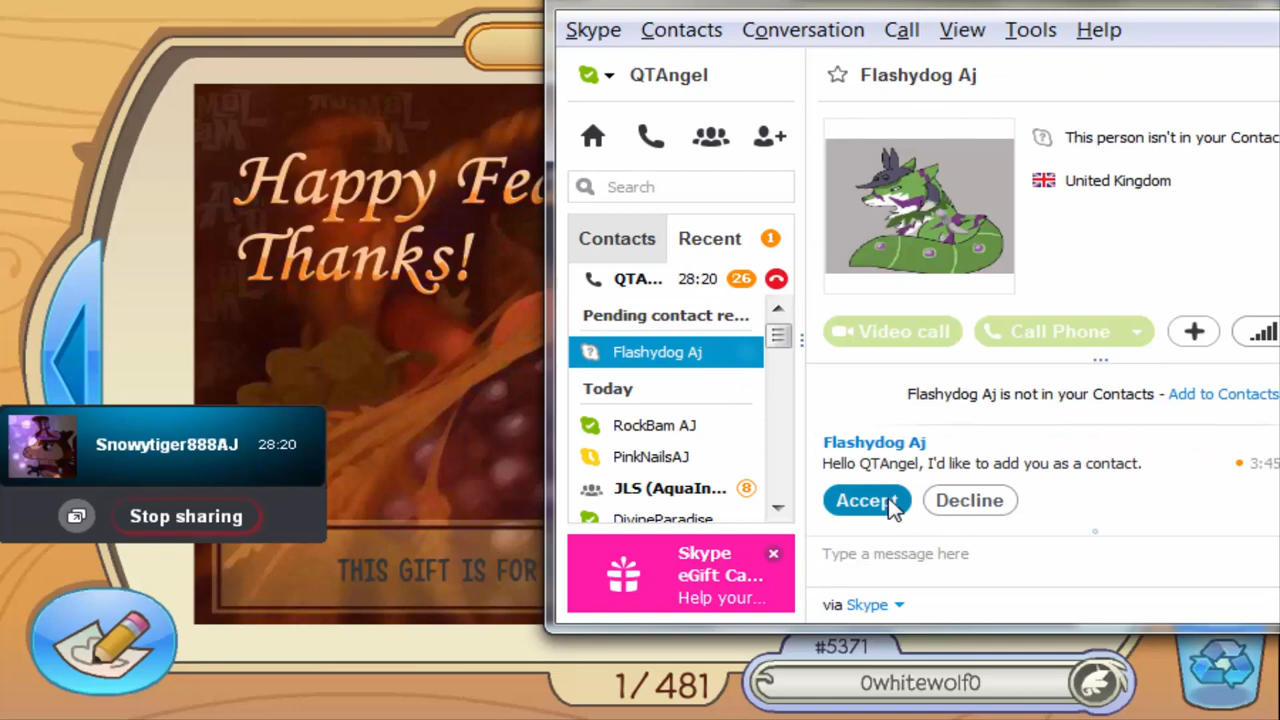 Skype Contacts Conversation Call View Tools Help
QTAngel
Flashydog Aj
This person isn't in your Contac
United Kingdom
Search
Contacts Recent 1
QTA... 28:20 26
Pending contact re...
Flashydog Aj
Today
RockBam AJ
PinkNailsAJ
JLS (AquaIn... 8
DivineParadise
Video call
Call Phone
Flashydog Aj is not in your Contacts - Add to Contacts
Flashydog Aj
Hello QTAngel, I'd like to add you as a contact.
3:45
Accept Decline
Type a message here
via Skype
Skype
eGift Ca...
Help your...
Happy Fea
Thanks!
Snowytiger888AJ 28:20
Stop sharing
THIS GIFT IS FOR
1/481
#5371
0whitewolf0